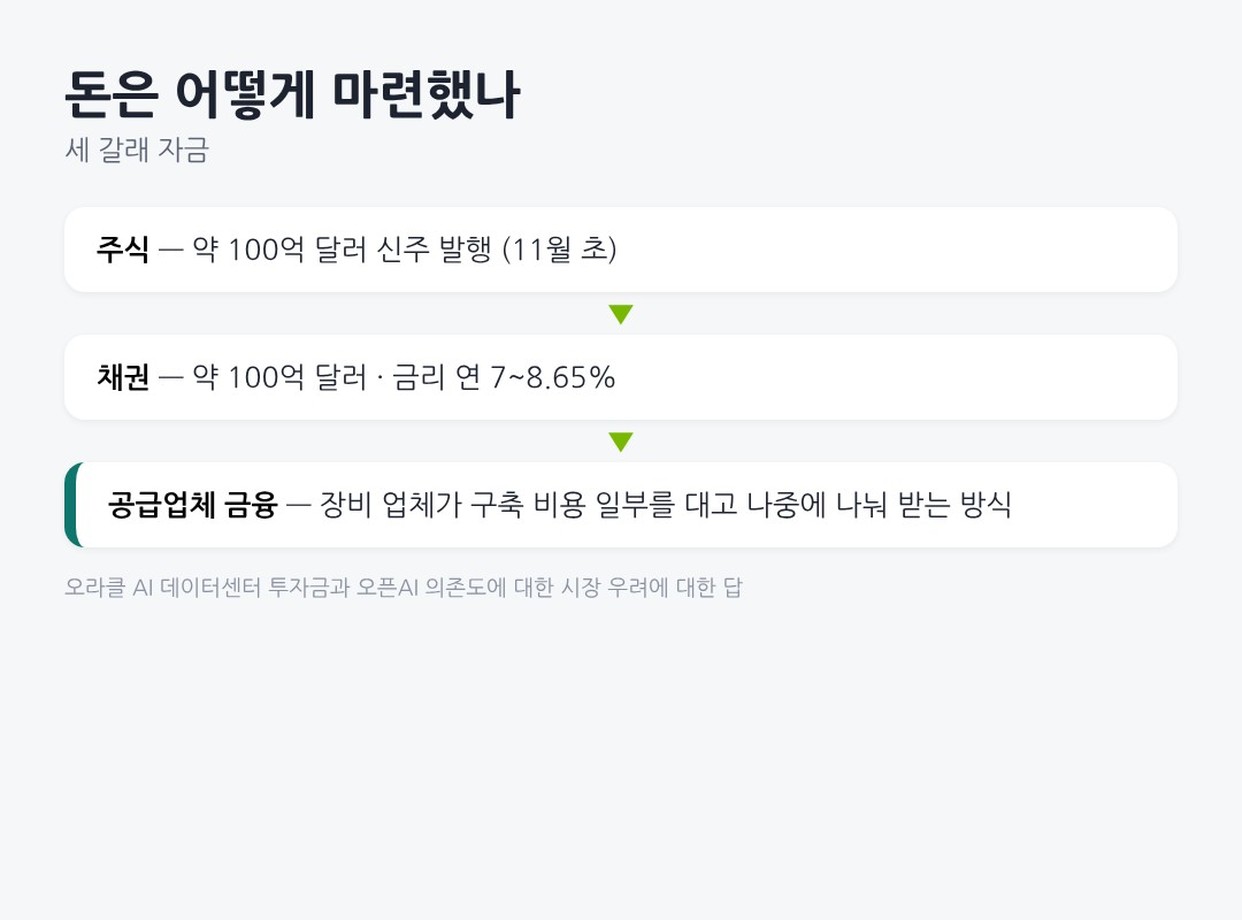 돈은 어떻게 마련했나
세 갈래 자금
주식 — 약 100억 달러 신주 발행 (11월 초)
채권 — 약 100억 달러 · 금리 연 7~8.65%
공급업체 금융 — 장비 업체가 구축 비용 일부를 대고 나중에 나눠 받는 방식
오라클 AI 데이터센터 투자금과 오픈AI 의존도에 대한 시장 우려에 대한 답